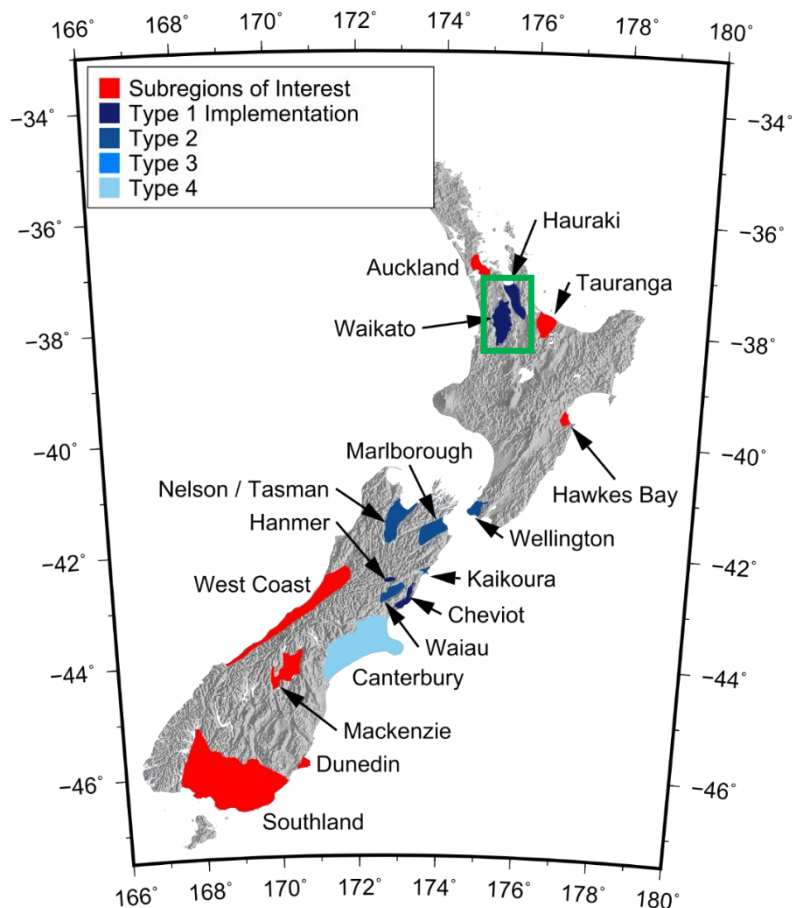 166 168 170 172 174 176 178 180
Subregions of Interest
Type 1 Implementation
Type 2
Type 3
Type 4
−34° −34°
−36° −36°
Hauraki
Auckland
Tauranga
Waikato
−38° −38°
−40° −40°
Marlborough
Nelson / Tasman
Hawkes Bay
Hanmer
Wellington
−42° −42°
West Coast
Kaikoura
Cheviot
Waiau
−44° −44°
Canterbury
Mackenzie
Dunedin
−46° −46°
Southland
166 168 170 172 174 176 178 180